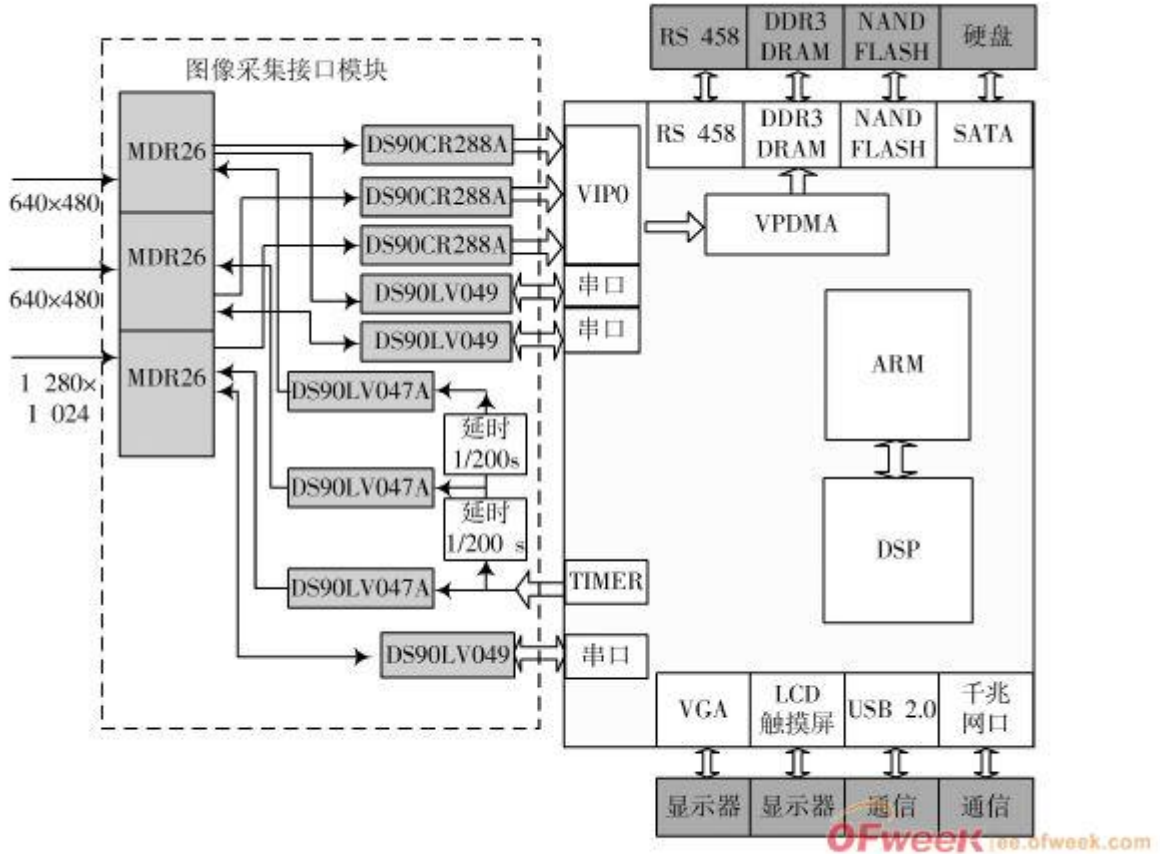 RS 458
DDR3
DRAM
NAND
FLASH
硬盘
图像采集接口模块
RS 458
DDR3
DRAM
NAND
FLASH
SATA
MDR26
DS90CR288A
640×480
DS90CR288A
VIP0
VPDMA
MDR26
DS90CR288A
640×480
DS90LV049
串口
DS90LV049
串口
1 280×
1 024
MDR26
DS90LV047A
ARM
延时
1/200s
DS90LV047A
延时
1/200 s
DSP
DS90LV047A
TIMER
DS90LV049
串口
VGA
LCD
触摸屏
USB 2.0
千兆
网口
显示器
显示器
通信
通信
OFweek
ee.ofweek.com